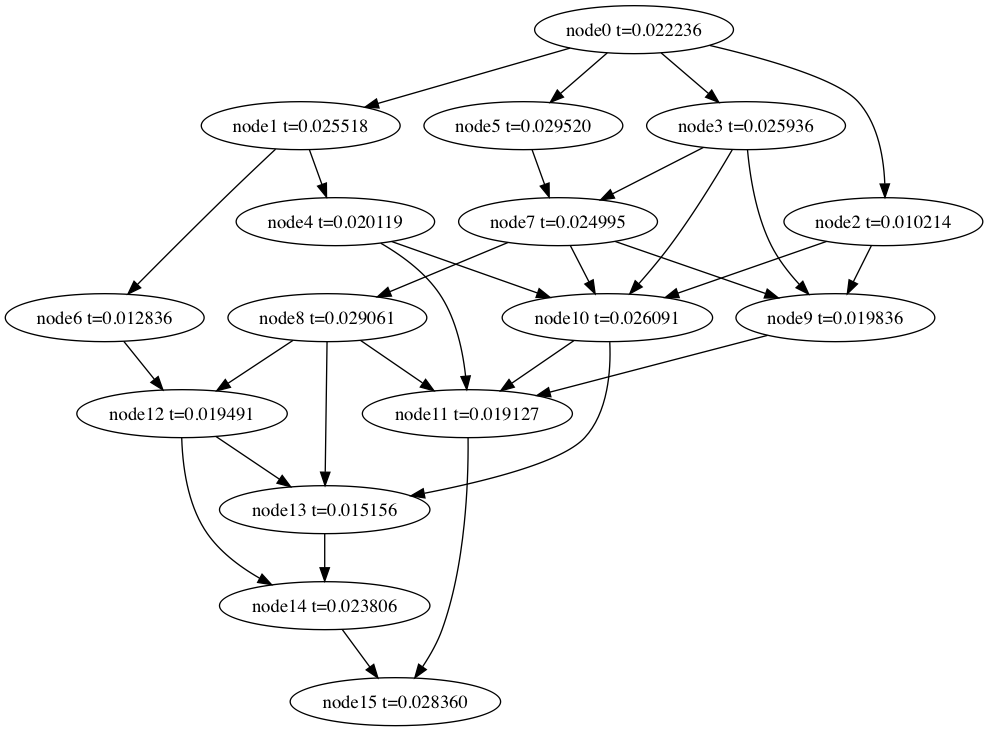 node0 t=0.022236
node1 t=0.025518
node5 t=0.029520
node3 t=0.025936
node4 t=0.020119
node7 t=0.024995
node2 t=0.010214
node6 t=0.012836
node8 t=0.029061
node10 t=0.026091
node9 t=0.019836
node12 t=0.019491
node11 t=0.019127
node13 t=0.015156
node14 t=0.023806
node15 t=0.028360